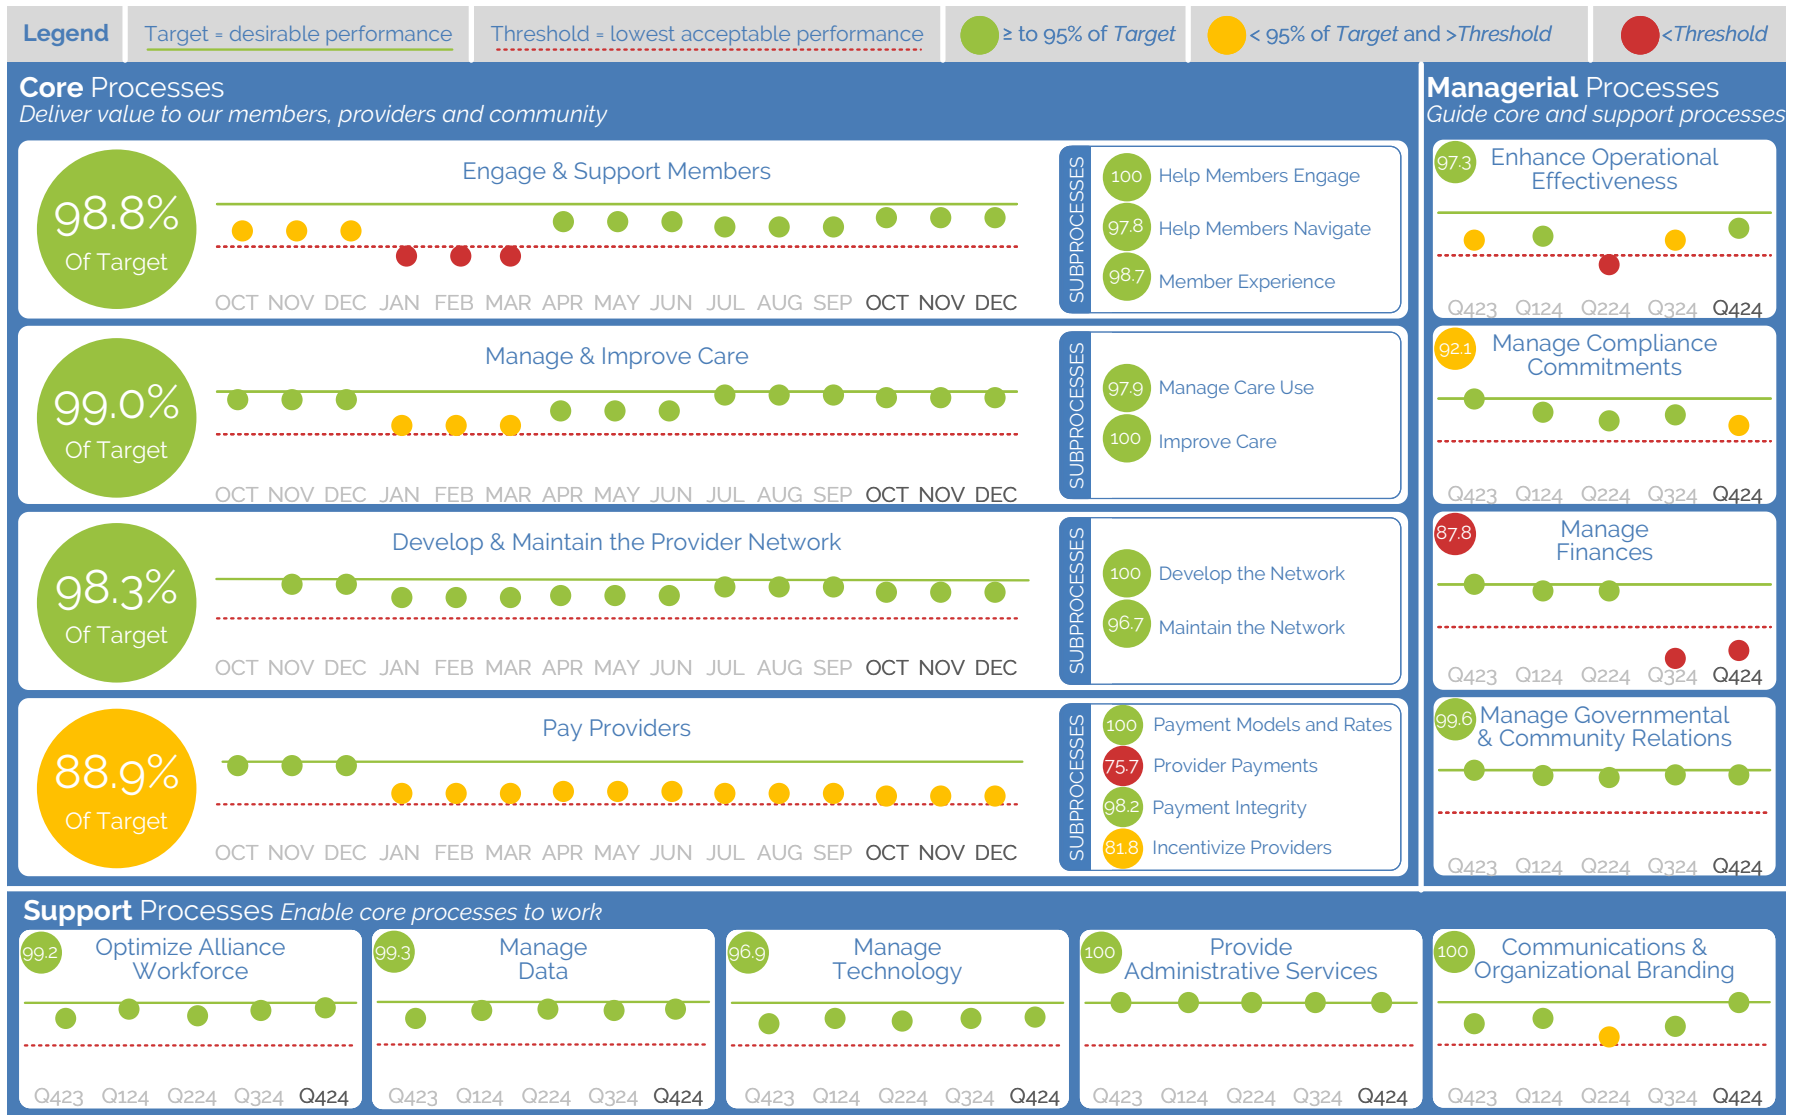 Legend
Target = desirable performance
Threshold = lowest acceptable performance
≥ to 95% of Target
< 95% of Target and >Threshold
<Threshold
Core Processes
Deliver value to our members, providers and community
98.8%
Of Target
Engage & Support Members
OCT NOV DEC JAN FEB MAR APR MAY JUN JUL AUG SEP OCT NOV DEC
SUBPROCESSES
100 Help Members Engage
97.8 Help Members Navigate
98.7 Member Experience
99.0%
Of Target
Manage & Improve Care
OCT NOV DEC JAN FEB MAR APR MAY JUN JUL AUG SEP OCT NOV DEC
SUBPROCESSES
97.9 Manage Care Use
100 Improve Care
98.3%
Of Target
Develop & Maintain the Provider Network
OCT NOV DEC JAN FEB MAR APR MAY JUN JUL AUG SEP OCT NOV DEC
SUBPROCESSES
100 Develop the Network
96.7 Maintain the Network
88.9%
Of Target
Pay Providers
OCT NOV DEC JAN FEB MAR APR MAY JUN JUL AUG SEP OCT NOV DEC
SUBPROCESSES
100 Payment Models and Rates
75.7 Provider Payments
98.2 Payment Integrity
81.8 Incentivize Providers
Managerial Processes
Guide core and support processes
97.3
Enhance Operational
Effectiveness
Q423 Q124 Q224 Q324 Q424
92.1
Manage Compliance
Commitments
Q423 Q124 Q224 Q324 Q424
87.8
Manage
Finances
Q423 Q124 Q224 Q324 Q424
99.6
Manage Governmental
& Community Relations
Q423 Q124 Q224 Q324 Q424
Support Processes Enable core processes to work
99.2
Optimize Alliance
Workforce
Q423 Q124 Q224 Q324 Q424
99.3
Manage
Data
Q423 Q124 Q224 Q324 Q424
96.9
Manage
Technology
Q423 Q124 Q224 Q324 Q424
100
Provide
Administrative Services
Q423 Q124 Q224 Q324 Q424
100
Communications &
Organizational Branding
Q423 Q124 Q224 Q324 Q424